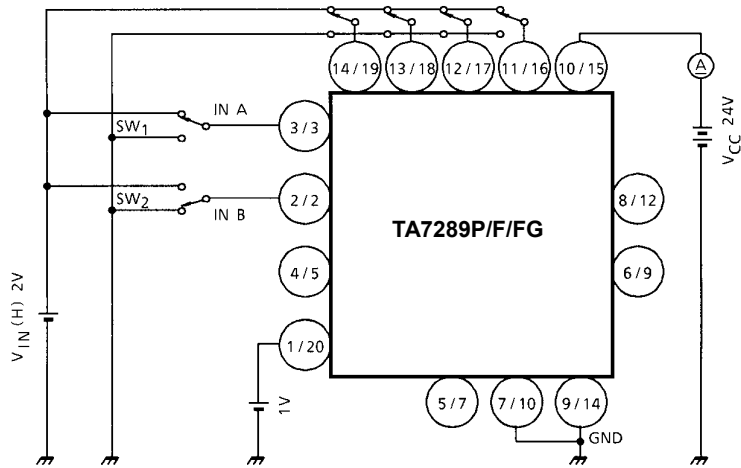 14 / 19 13 / 18 12 / 17 11 / 16 10 / 15
A
VCC 24V
IN A
SW1
3 / 3
SW2
IN B
2 / 2
8 / 12
TA7289P/F/FG
4 / 5
6 / 9
VIN (H) 2V
1 / 20
1V
5 / 7 7 / 10 9 / 14
GND